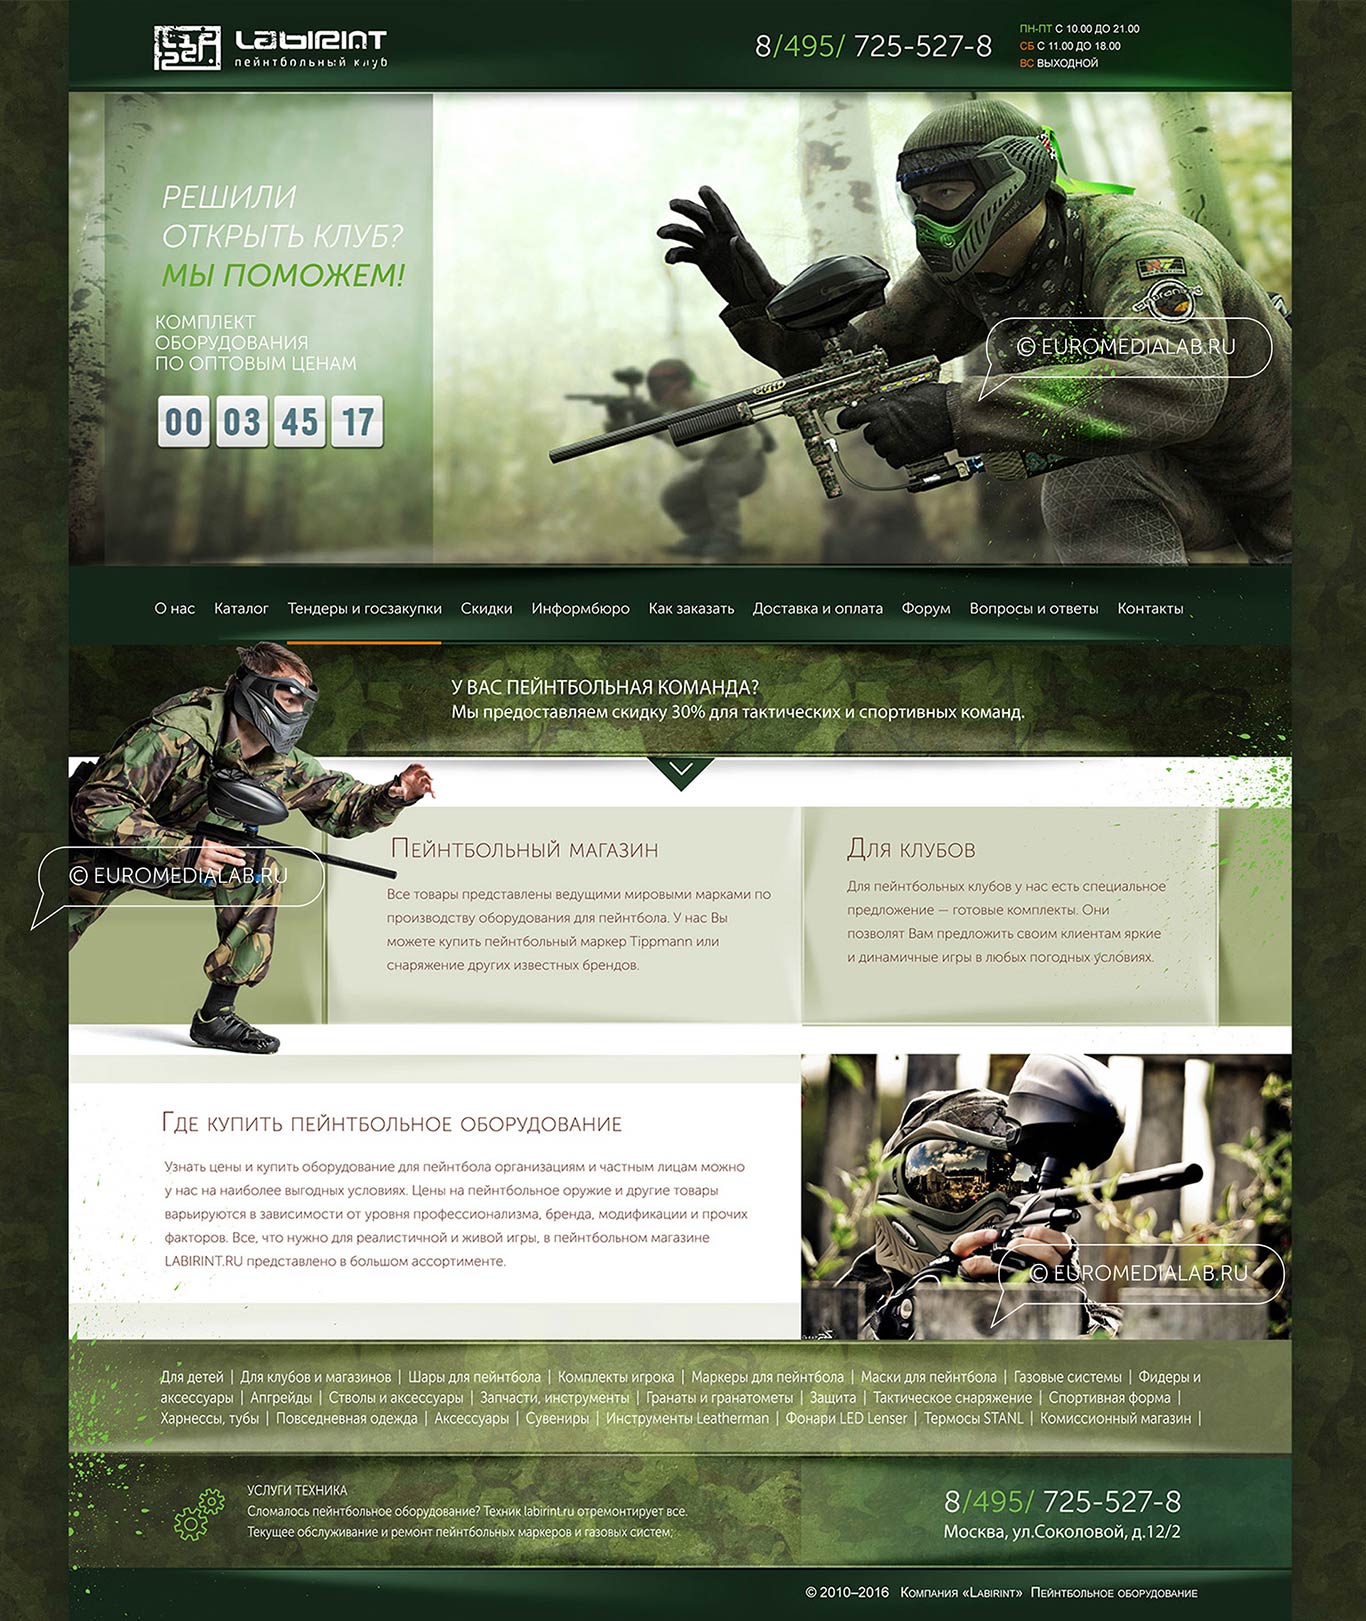 LABIRINT
пейнтбольный клуб
8/495/ 725-527-8
ПН-ПТ С 10.00 ДО 21.00
СБ С 11.00 ДО 18.00
ВС ВЫХОДНОЙ
РЕШИЛИ
ОТКРЫТЬ КЛУБ?
МЫ ПОМОЖЕМ!
КОМПЛЕКТ
ОБОРУДОВАНИЯ
ПО ОПТОВЫМ ЦЕНАМ
00 03 45 17
© EUROMEDIALAB.RU
О нас Каталог Тендеры и госзакупки Скидки Информбюро Как заказать Доставка и оплата Форум Вопросы и ответы Контакты
У ВАС ПЕЙНТБОЛЬНАЯ КОМАНДА?
Мы предоставляем скидку 30% для тактических и спортивных команд.
© EUROMEDIALAB.RU
Пейнтбольный магазин
Все товары представлены ведущими мировыми марками по
производству оборудования для пейнтбола. У нас Вы
можете купить пейнтбольный маркер Tippmann или
снаряжение других известных брендов.
Для клубов
Для пейнтбольных клубов у нас есть специальное
предложение — готовые комплекты. Они
позволят Вам предложить своим клиентам яркие
и динамичные игры в любых погодных условиях.
Где купить пейнтбольное оборудование
Узнать цены и купить оборудование для пейнтбола организациям и частным лицам можно
у нас на наиболее выгодных условиях. Цены на пейнтбольное оружие и другие товары
варьируются в зависимости от уровня профессионализма, бренда, модификации и прочих
факторов. Все, что нужно для реалистичной и живой игры, в пейнтбольном магазине
LABIRINT.RU представлено в большом ассортименте.
© EUROMEDIALAB.RU
Для детей | Для клубов и магазинов | Шары для пейнтбола | Комплекты игрока | Маркеры для пейнтбола | Маски для пейнтбола | Газовые системы | Фидеры и
аксессуары | Апгрейды | Стволы и аксессуары | Запчасти, инструменты | Гранаты и гранатометы | Защита | Тактическое снаряжение | Спортивная форма |
Харнессы, тубы | Повседневная одежда | Аксессуары | Сувениры | Инструменты Leatherman | Фонари LED Lenser | Термосы STANL | Комиссионный магазин |
УСЛУГИ ТЕХНИКА
Сломалось пейнтбольное оборудование? Техник labirint.ru отремонтирует все.
Текущее обслуживание и ремонт пейнтбольных маркеров и газовых систем;
8/495/ 725-527-8
Москва, ул.Соколовой, д.12/2
© 2010–2016 Компания «Labirint» Пейнтбольное оборудование